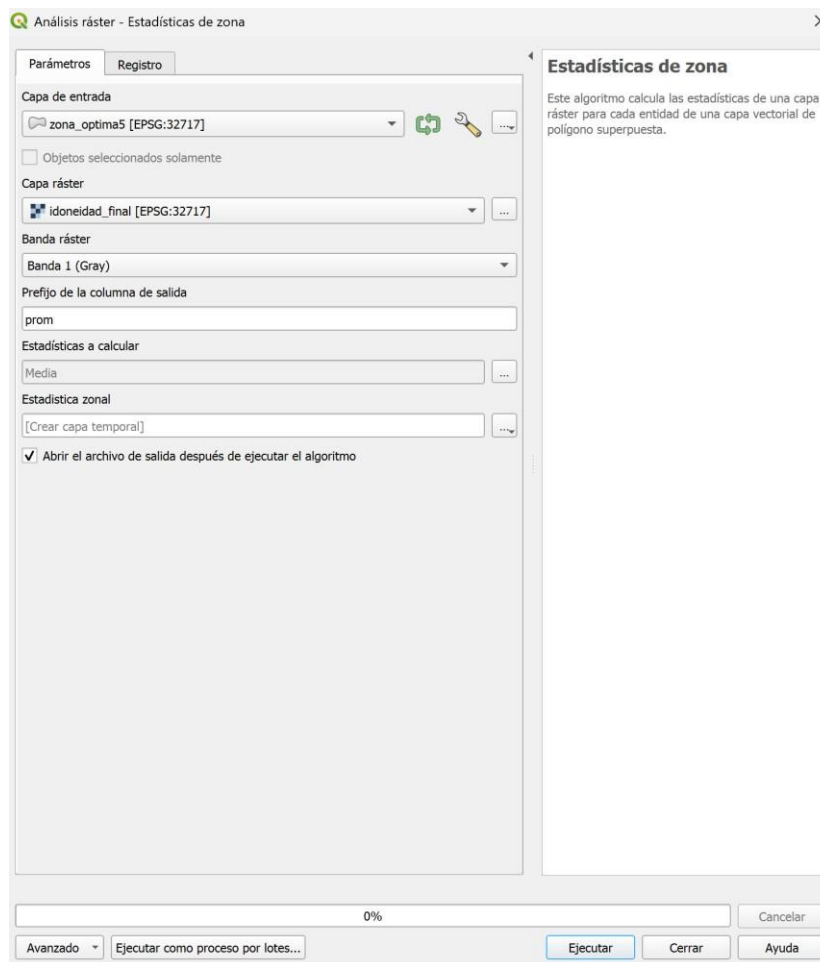 Análisis ráster - Estadísticas de zona
Parámetros
Registro
Capa de entrada
zona_optima5 [EPSG:32717]
...
Objetos seleccionados solamente
Capa ráster
idoneidad_final [EPSG:32717]
...
Banda ráster
Banda 1 (Gray)
Prefijo de la columna de salida
prom
Estadísticas a calcular
Media
...
Estadistica zonal
[Crear capa temporal]
...
Abrir el archivo de salida después de ejecutar el algoritmo
Estadísticas de zona
Este algoritmo calcula las estadísticas de una capa
ráster para cada entidad de una capa vectorial de
polígono superpuesta.
0%
Cancelar
Avanzado
Ejecutar como proceso por lotes...
Ejecutar
Cerrar
Ayuda